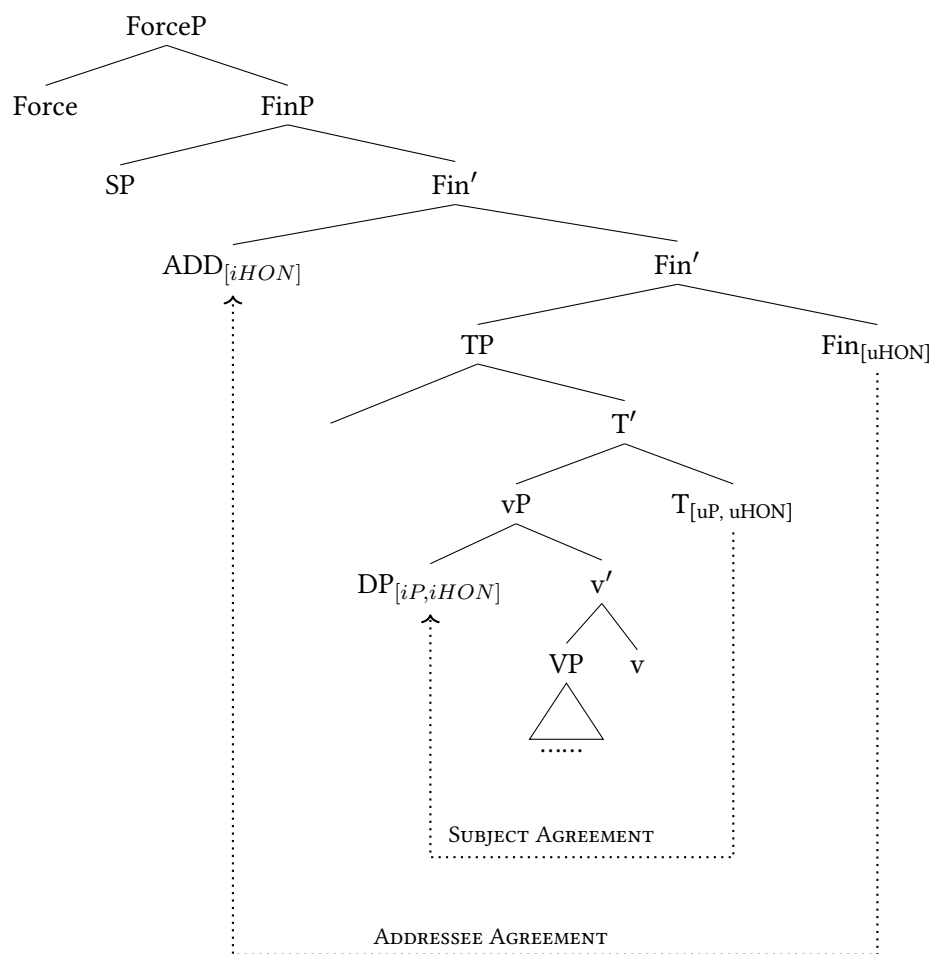 ForceP
Force FinP
SP Fin′
ADD[iHON] Fin′
TP Fin[uHON]
T′
vP T[uP, uHON]
DP[iP,iHON] v′
VP v
......
Subject Agreement
Addressee Agreement